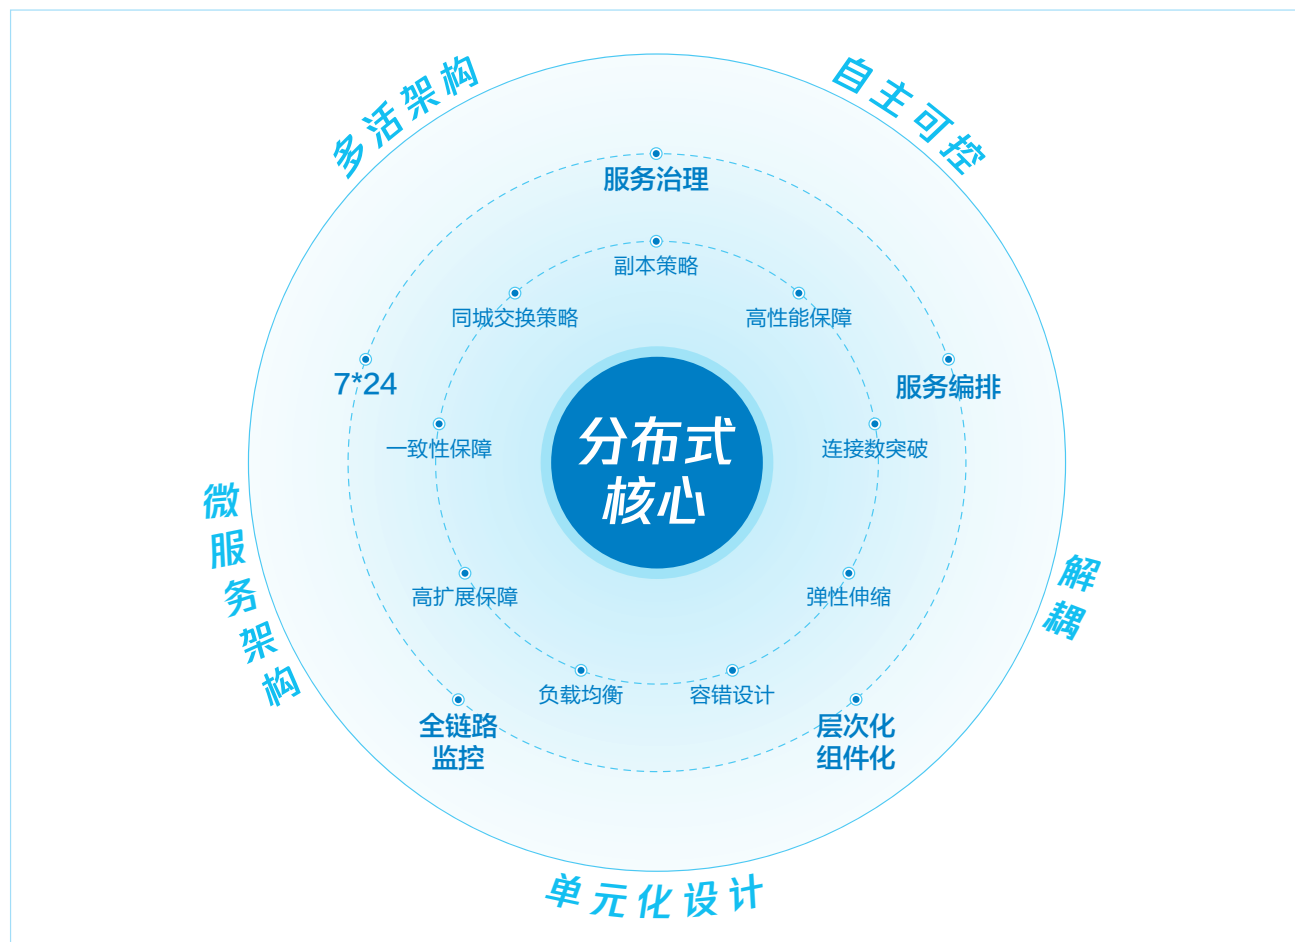 多活架构
自主可控
服务治理
副本策略
同城交换策略
高性能保障
7*24
服务编排
分布式
核心
一致性保障
连接数突破
微服务架构
解耦
高扩展保障
弹性伸缩
负载均衡
容错设计
全链路
监控
层次化
组件化
单元化设计